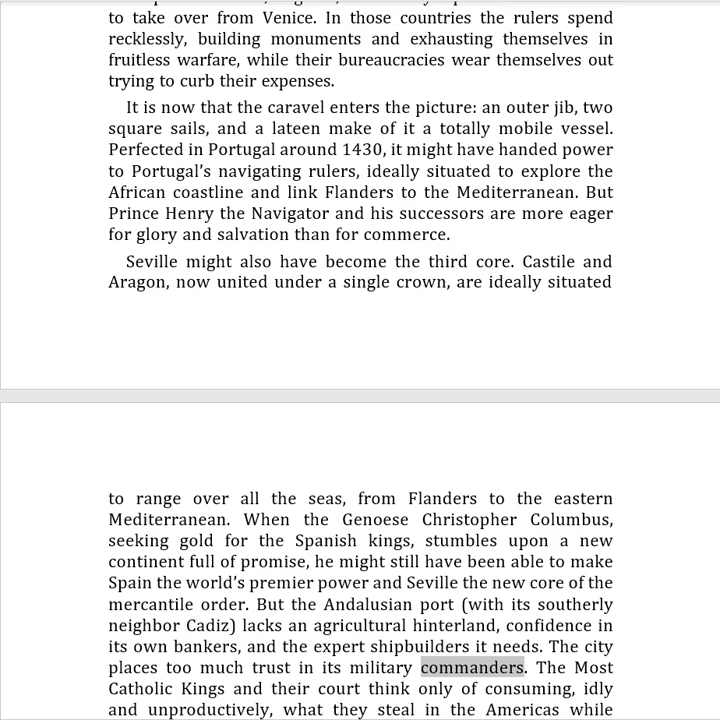 to take over from Venice. In those countries the rulers spend
recklessly, building monuments and exhausting themselves in
fruitless warfare, while their bureaucracies wear themselves out
trying to curb their expenses.
It is now that the caravel enters the picture: an outer jib, two
square sails, and a lateen make of it a totally mobile vessel.
Perfected in Portugal around 1430, it might have handed power
to Portugal’s navigating rulers, ideally situated to explore the
African coastline and link Flanders to the Mediterranean. But
Prince Henry the Navigator and his successors are more eager
for glory and salvation than for commerce.
Seville might also have become the third core. Castile and
Aragon, now united under a single crown, are ideally situated
to range over all the seas, from Flanders to the eastern
Mediterranean. When the Genoese Christopher Columbus,
seeking gold for the Spanish kings, stumbles upon a new
continent full of promise, he might still have been able to make
Spain the world’s premier power and Seville the new core of the
mercantile order. But the Andalusian port (with its southerly
neighbor Cadiz) lacks an agricultural hinterland, confidence in
its own bankers, and the expert shipbuilders it needs. The city
places too much trust in its military commanders. The Most
Catholic Kings and their court think only of consuming, idly
and unproductively, what they steal in the Americas while